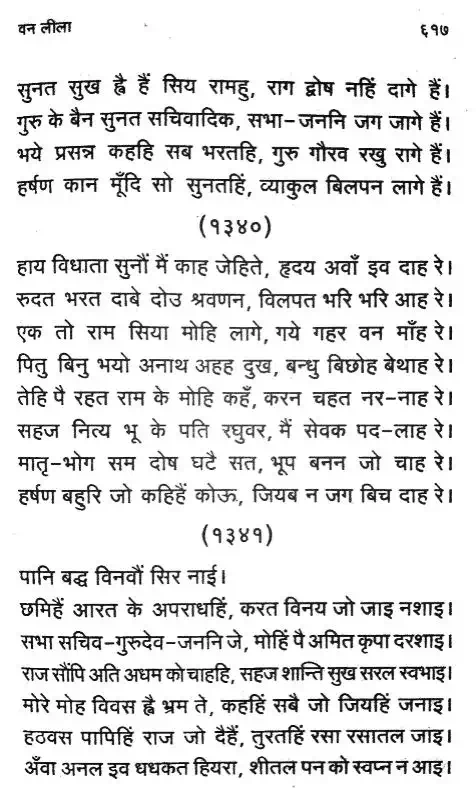 वन लीला
६१७
सुनत सुख ह्वै हैं सिय रामहु, राग द्रोष नहिं दागे हैं।
गुरु के बैन सुनत सचिवादिक, सभा-जननि जग जागे हैं।
भये प्रसन्न कहहि सब भरतहि, गुरु गौरव रखु रागे हैं।
हर्षण कान मूँदि सो सुनतहिं, व्याकुल बिलपन लागे हैं।
(१३४०)
हाय विधाता सुनौं मैं काह जेहिते, हृदय अवाँ इव दाह रे।
रुदत भरत दाबे दोउ श्रवणन, विलपत भरि भरि आह रे।
एक तो राम सिया मोहि लागे, गये गहर वन माँह रे।
पितु बिनु भयो अनाथ अहह दुख, बन्धु बिछोह बेथाह रे।
तेहि पै रहत राम के मोहि कहँ, करन चहत नर-नाह रे।
सहज नित्य भू के पति रघुवर, मैं सेवक पद-लाह रे।
मातृ-भोग सम दोष घटै सत, भूप बनन जो चाह रे।
हर्षण बहुरि जो कहिहैं कोऊ, जियब न जग बिच दाह रे।
(१३४१)
पानि बद्ध विनवौं सिर नाई।
छमिहैं आरत के अपराधहिं, करत विनय जो जाइ नशाइ।
सभा सचिव-गुरुदेव-जननि जे, मोहिं पै अमित कृपा दरशाइ।
राज सौंपि अति अधम को चाहहि, सहज शान्ति सुख सरल स्वभाइ।
मोरे मोह विवस ह्वै भ्रम ते, कहहिं सबै जो जियहिं जनाइ।
हठवस पापिहिं राज जो दैहैं, तुरतहिं रसा रसातल जाइ।
अँवा अनल इव धधकत हियरा, शीतल पन को स्वप्न न आइ।